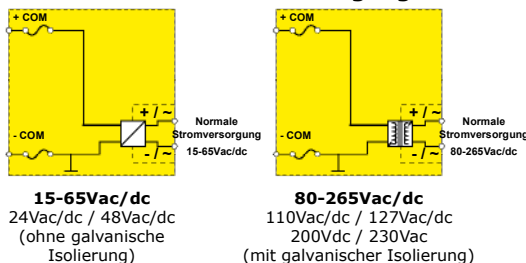 + COM
+ / ~
- COM
- / ~
Normale
Stromversorgung
15-65Vac/dc
15-65Vac/dc
24Vac/dc / 48Vac/dc
(ohne galvanische
Isolierung)
+ COM
+ / ~
- COM
- / ~
Normale
Stromversorgung
80-265Vac/dc
80-265Vac/dc
110Vac/dc / 127Vac/dc
200Vdc / 230Vac
(mit galvanischer Isolierung)